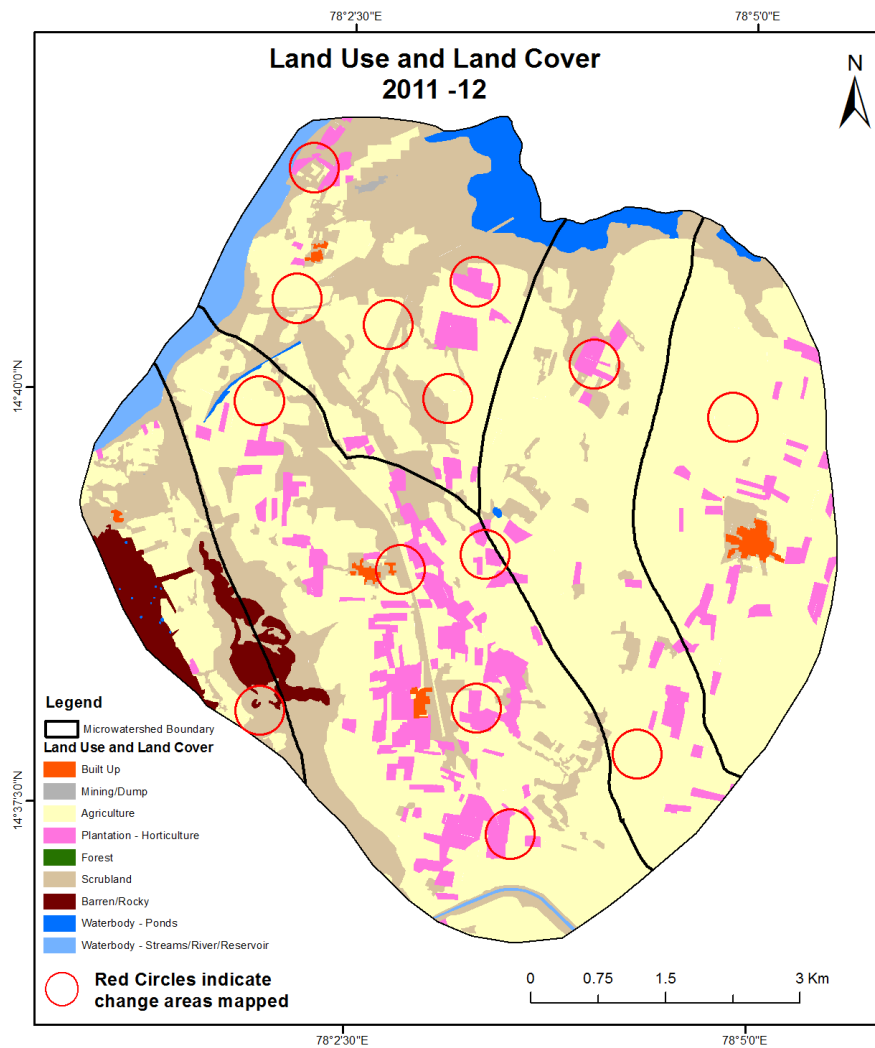 78°2'30"E
78°5'0"E
Land Use and Land Cover
2011 -12
N
14°40'0"N
14°37'30"N
Legend
Microwatershed Boundary
Land Use and Land Cover
Built Up
Mining/Dump
Agriculture
Plantation - Horticulture
Forest
Scrubland
Barren/Rocky
Waterbody - Ponds
Waterbody - Streams/River/Reservoir
Red Circles indicate
change areas mapped
0 0.75 1.5 3 Km
78°2'30"E
78°5'0"E